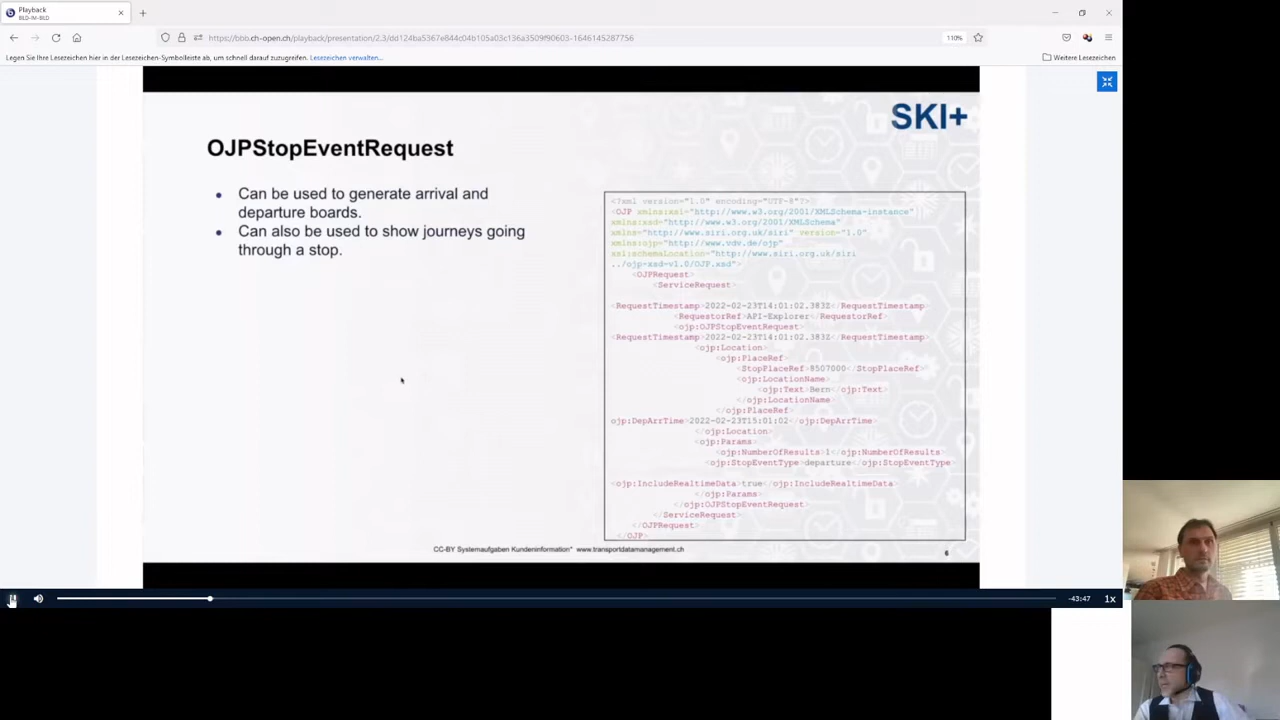 Playback
BILD-IM-BILD
https://bbb.ch-open.ch/playback/presentation/2.3/dd124ba5367e844c04b105a03c136a3509f90603-1646145287756
110%
Legen Sie Ihre Lesezeichen hier in der Lesezeichen-Symbolleiste ab, um schnell darauf zuzugreifen. Lesezeichen verwalten...
Weitere Lesezeichen
SKI+
OJPStopEventRequest
• Can be used to generate arrival and
departure boards.
• Can also be used to show journeys going
through a stop.
<?xml version="1.0" encoding="UTF-8"?>
<OJP xmlns:xsi="http://www.w3.org/2001/XMLSchema-instance"
xmlns:xsd="http://www.w3.org/2001/XMLSchema"
xmlns="http://www.siri.org.uk/siri" version="1.0"
xmlns:ojp="http://www.vdv.de/ojp"
xsi:schemaLocation="http://www.siri.org.uk/siri
../ojp-xsd-v1.0/OJP.xsd">
<OJPRequest>
<ServiceRequest>
<RequestTimestamp>2022-02-23T14:01:02.383Z</RequestTimestamp>
<RequestorRef>API-Explorer</RequestorRef>
<ojp:OJPStopEventRequest>
<RequestTimestamp>2022-02-23T14:01:02.383Z</RequestTimestamp>
<ojp:Location>
<ojp:PlaceRef>
<StopPlaceRef>8507000</StopPlaceRef>
<ojp:LocationName>
<ojp:Text>Bern</ojp:Text>
</ojp:LocationName>
</ojp:PlaceRef>
ojp:DepArrTime>2022-02-23T15:01:02</ojp:DepArrTime>
</ojp:Location>
<ojp:Params>
<ojp:NumberOfResults>1</ojp:NumberOfResults>
<ojp:StopEventType>departure</ojp:StopEventType>
<ojp:IncludeRealtimeData>true</ojp:IncludeRealtimeData>
</ojp:Params>
</ojp:OJPStopEventRequest>
</ServiceRequest>
</OJPRequest>
</OJP>
CC-BY Systemaufgaben Kundeninformation* www.transportdatamanagement.ch
6
-43:47
1x